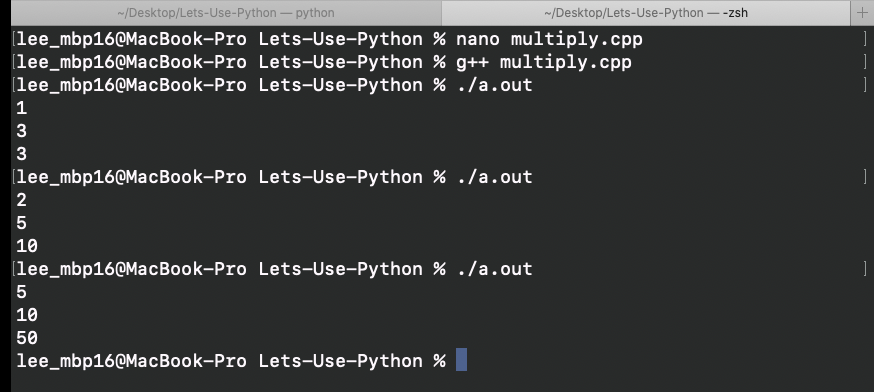 ~/Desktop/Lets-Use-Python — python ~/Desktop/Lets-Use-Python — -zsh +
[lee_mbp16@MacBook-Pro Lets-Use-Python % nano multiply.cpp ]
[lee_mbp16@MacBook-Pro Lets-Use-Python % g++ multiply.cpp ]
[lee_mbp16@MacBook-Pro Lets-Use-Python % ./a.out ]
1
3
3
[lee_mbp16@MacBook-Pro Lets-Use-Python % ./a.out ]
2
5
10
[lee_mbp16@MacBook-Pro Lets-Use-Python % ./a.out ]
5
10
50
lee_mbp16@MacBook-Pro Lets-Use-Python %